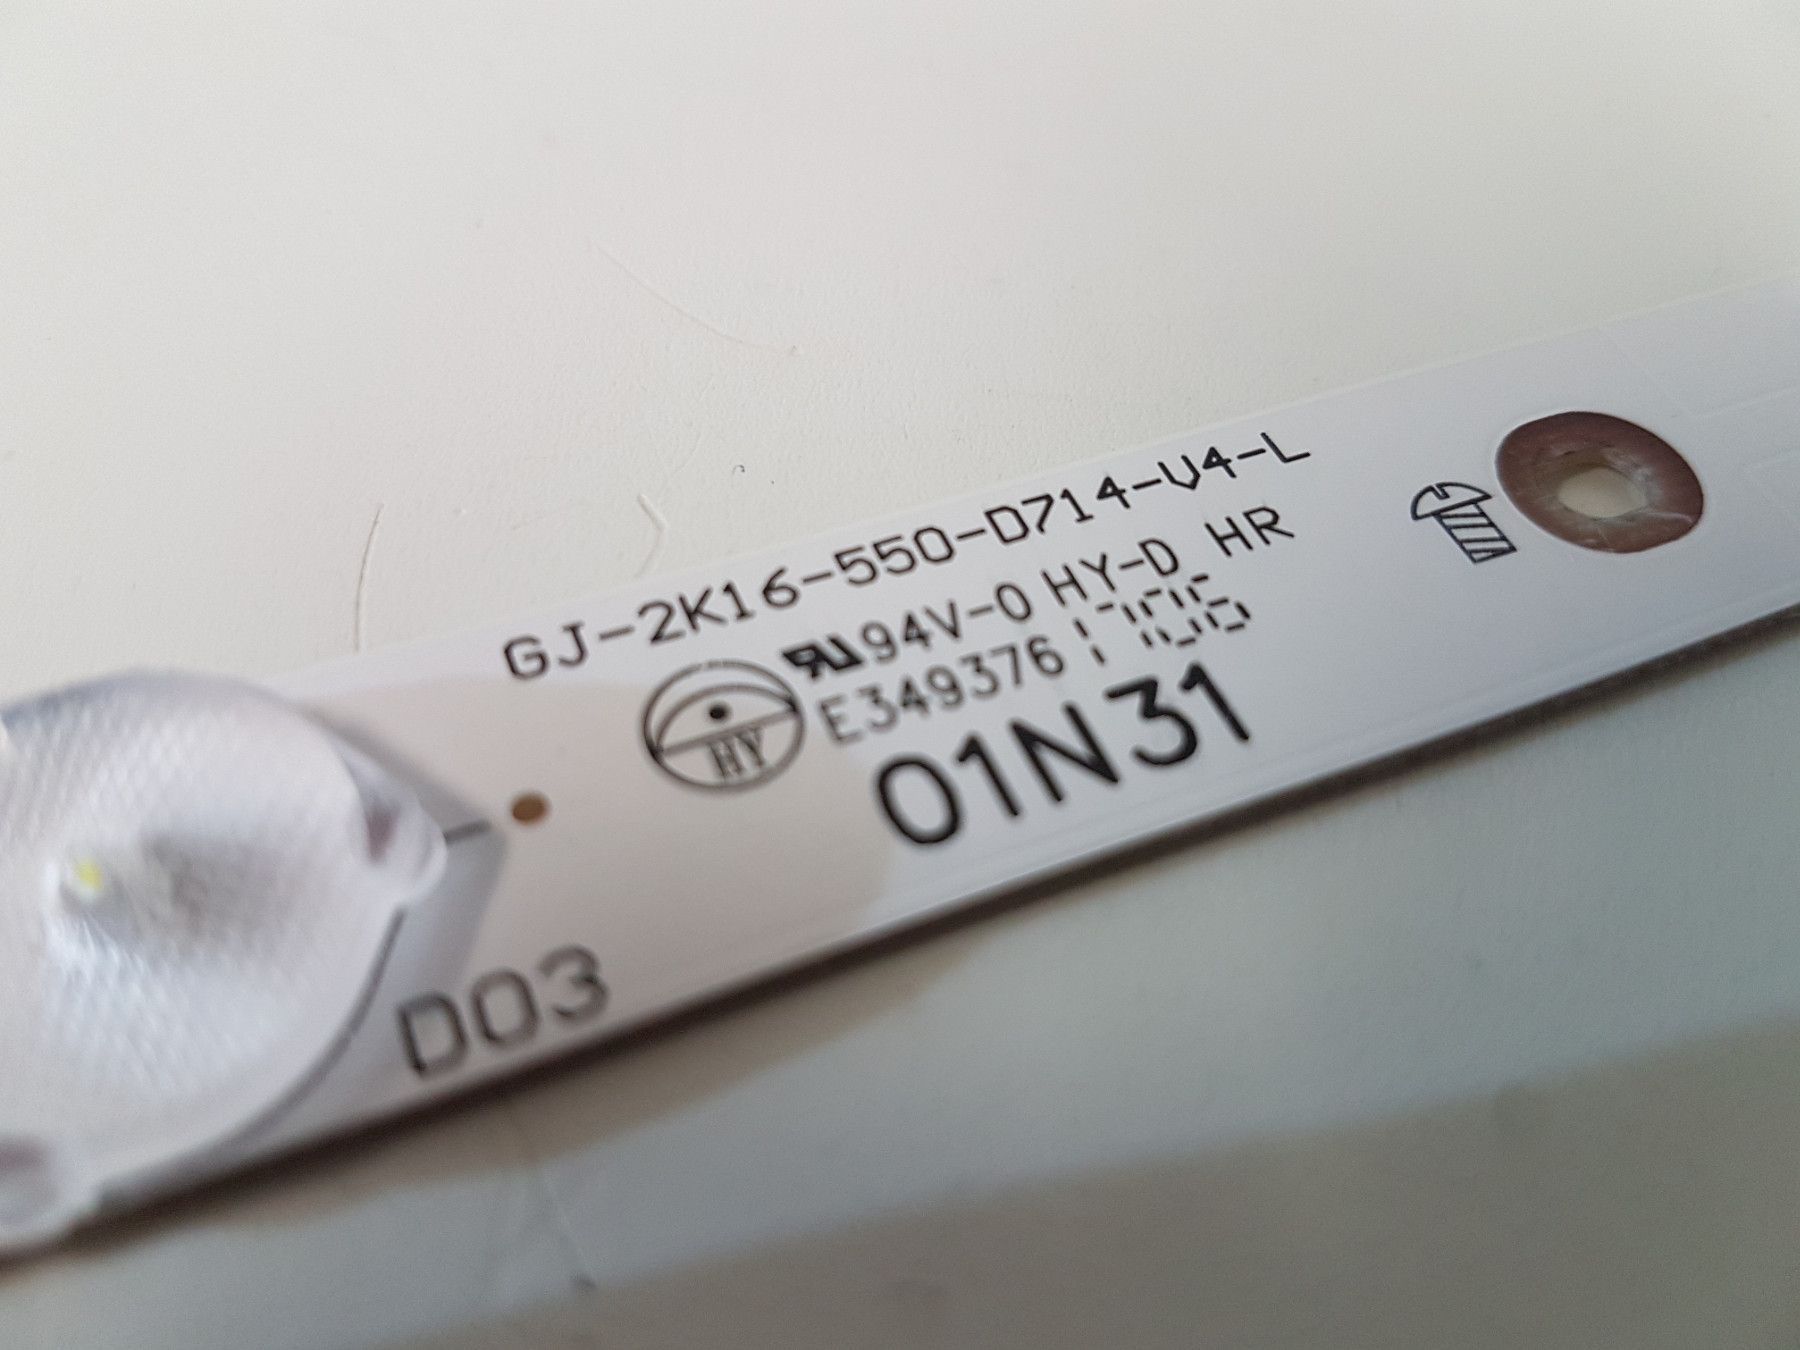 GJ-2K16-550-D714-V4-L
94V-0 HY-D HR
E349376 1706
HY
01N31
D03